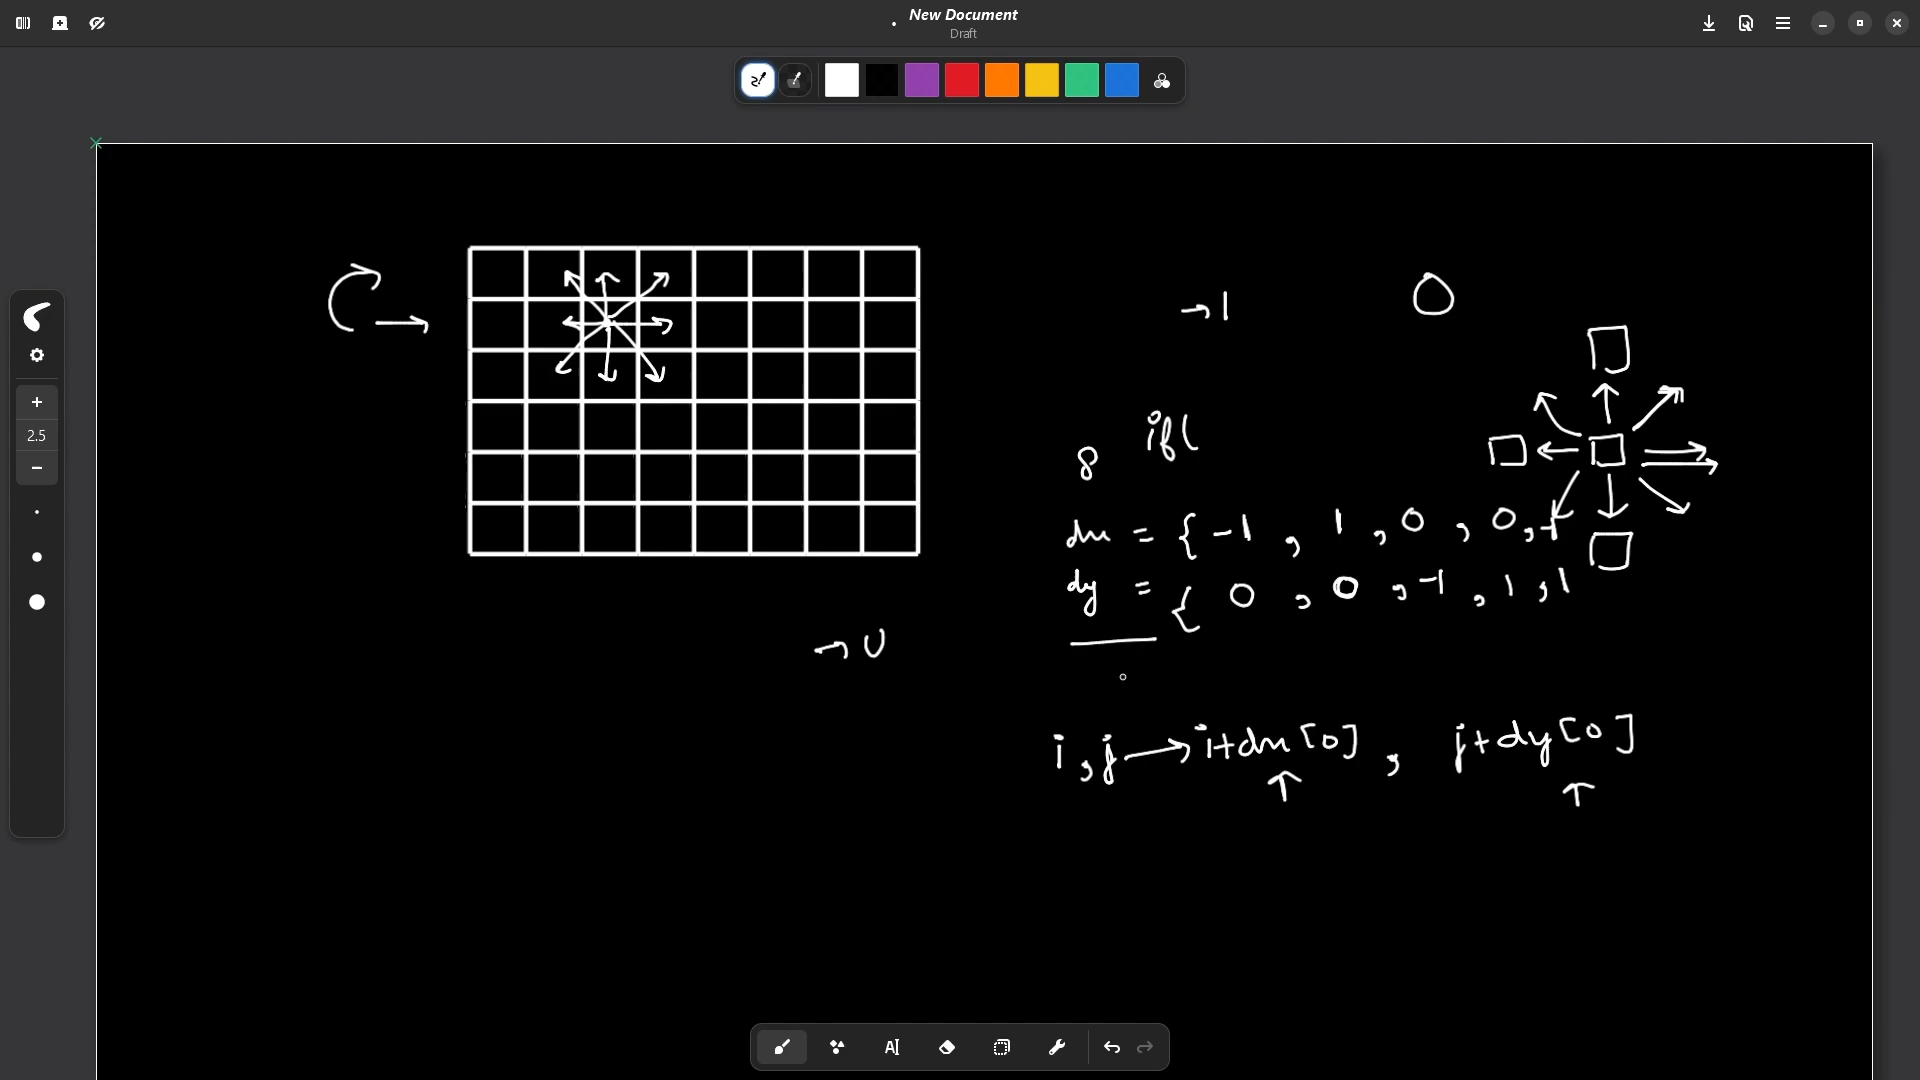 New Document
Draft
2.5
→ 1
8 if(
dx = { -1 , 1 , 0 , 0 , -1
dy = { 0 , 0 , -1 , 1 , 1
→ 0
i , j → i+dx[0] , j+dy[0]